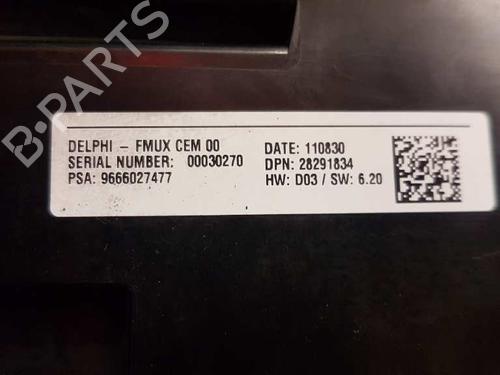 DELPHI – FMUX CEM 00
SERIAL NUMBER: 00030270
PSA: 9666027477
DATE: 110830
DPN: 28291834
HW: D03 / SW: 6.20
B-PARTS